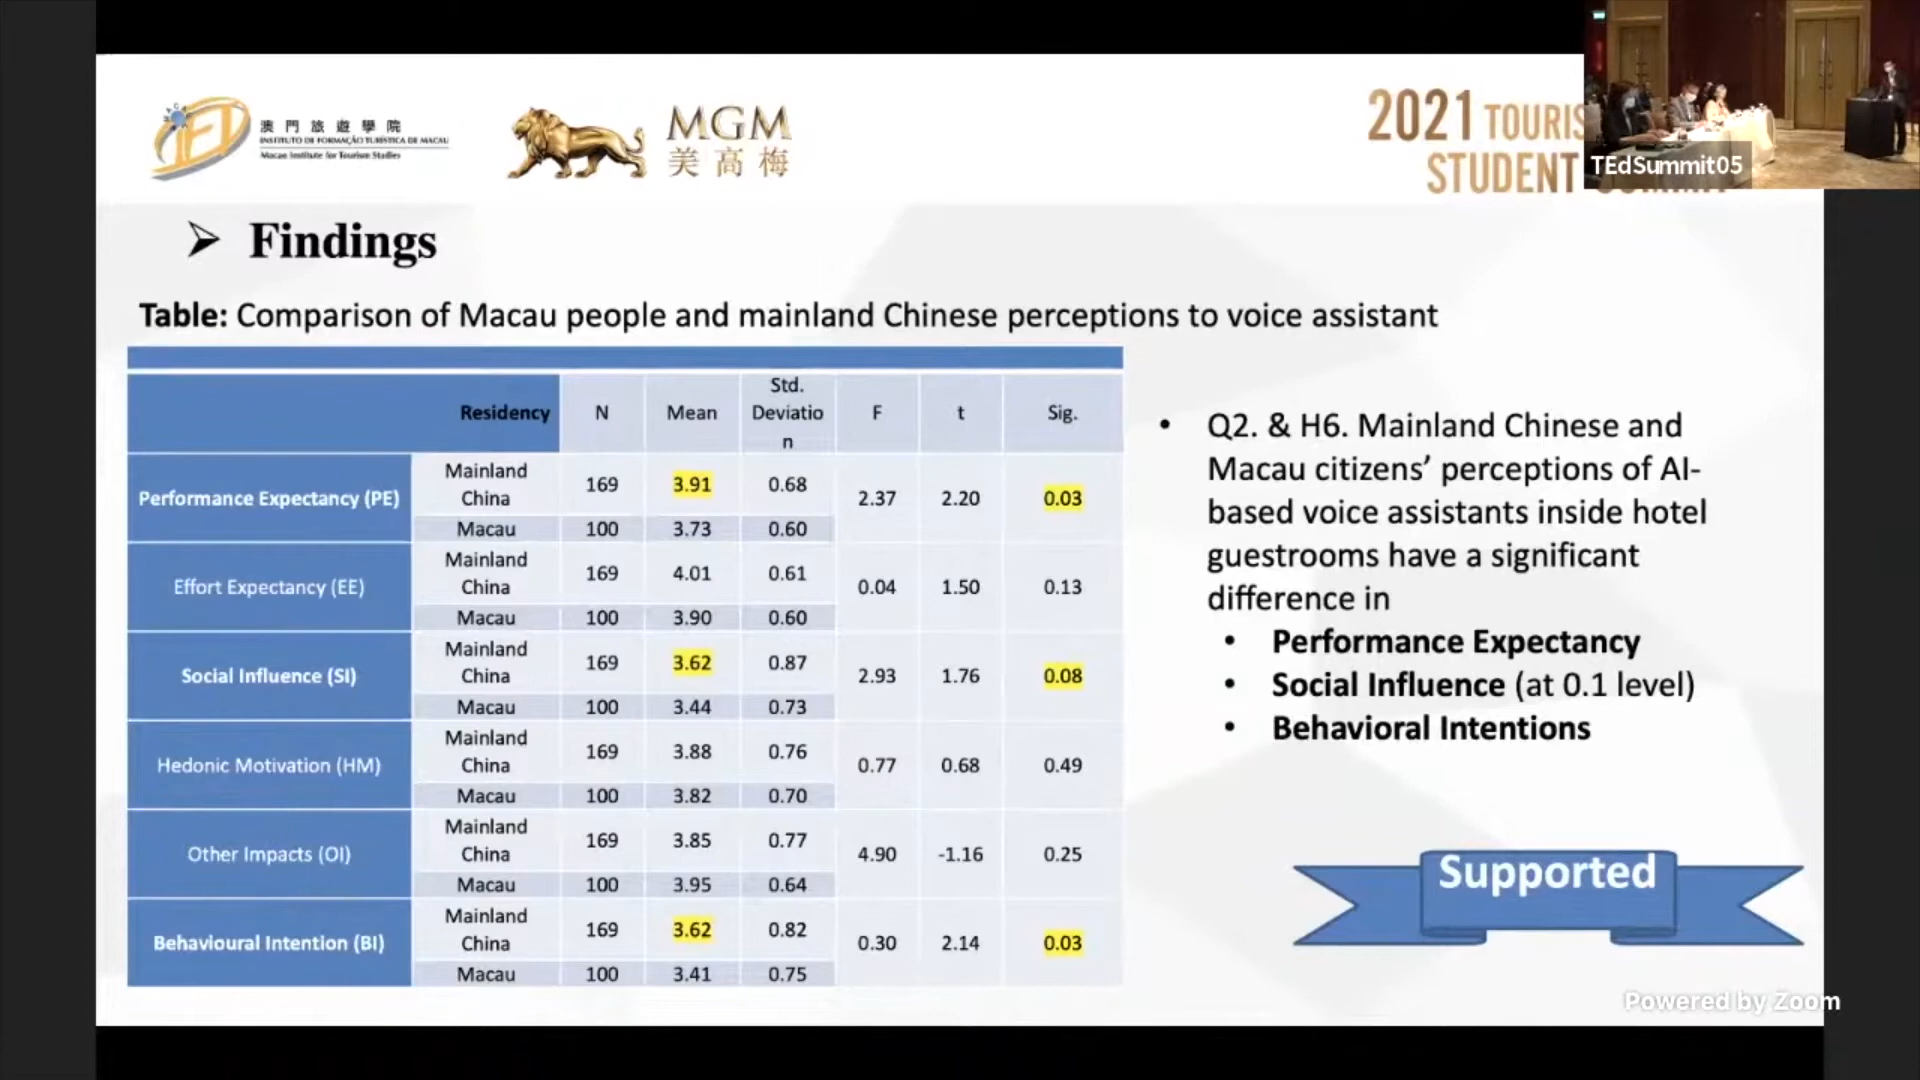 澳門旅遊學院
INSTITUTO DE FORMAÇÃO TURÍSTICA DE MACAU
Macao Institute for Tourism Studies
MGM
美高梅
2021 TOURIS
STUDENT
TEdSummit05
➢ Findings
Table: Comparison of Macau people and mainland Chinese perceptions to voice assistant
Residency N Mean Std. Deviatio n F t Sig.
Performance Expectancy (PE) Mainland China 169 3.91 0.68 2.37 2.20 0.03
Macau 100 3.73 0.60
Effort Expectancy (EE) Mainland China 169 4.01 0.61 0.04 1.50 0.13
Macau 100 3.90 0.60
Social Influence (SI) Mainland China 169 3.62 0.87 2.93 1.76 0.08
Macau 100 3.44 0.73
Hedonic Motivation (HM) Mainland China 169 3.88 0.76 0.77 0.68 0.49
Macau 100 3.82 0.70
Other Impacts (OI) Mainland China 169 3.85 0.77 4.90 -1.16 0.25
Macau 100 3.95 0.64
Behavioural Intention (BI) Mainland China 169 3.62 0.82 0.30 2.14 0.03
Macau 100 3.41 0.75
• Q2. & H6. Mainland Chinese and
Macau citizens’ perceptions of AI-
based voice assistants inside hotel
guestrooms have a significant
difference in
• Performance Expectancy
• Social Influence (at 0.1 level)
• Behavioral Intentions
Supported
Powered by Zoom